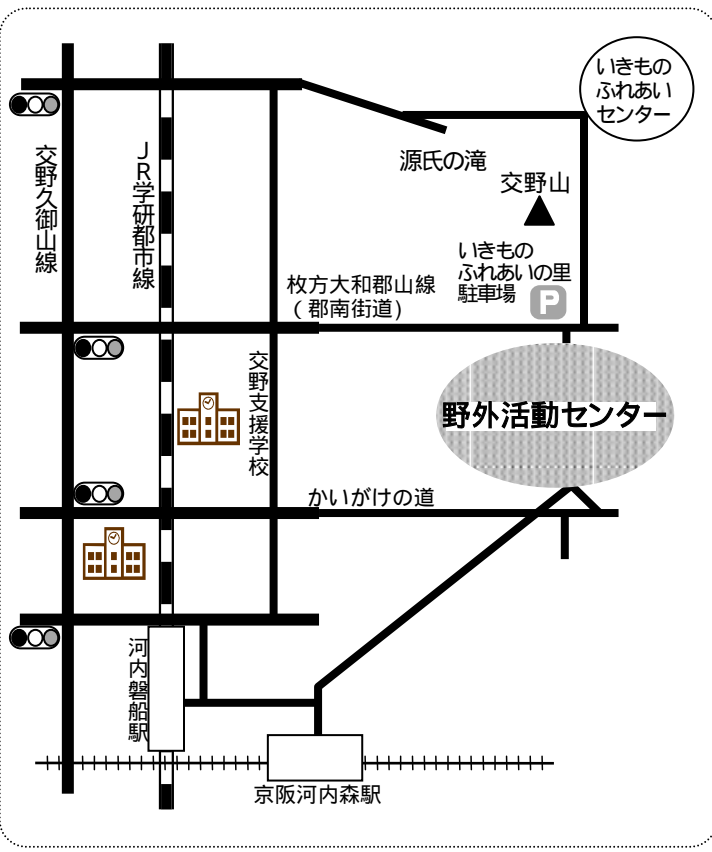 いきもの
ふれあい
センター
源氏の滝
交野山
交野久御山線
JR学研都市線
いきもの
ふれあいの里
駐車場
P
枚方大和郡山線
(郡南街道)
交野支援学校
野外活動センター
かいがけの道
河内磐船駅
京阪河内森駅